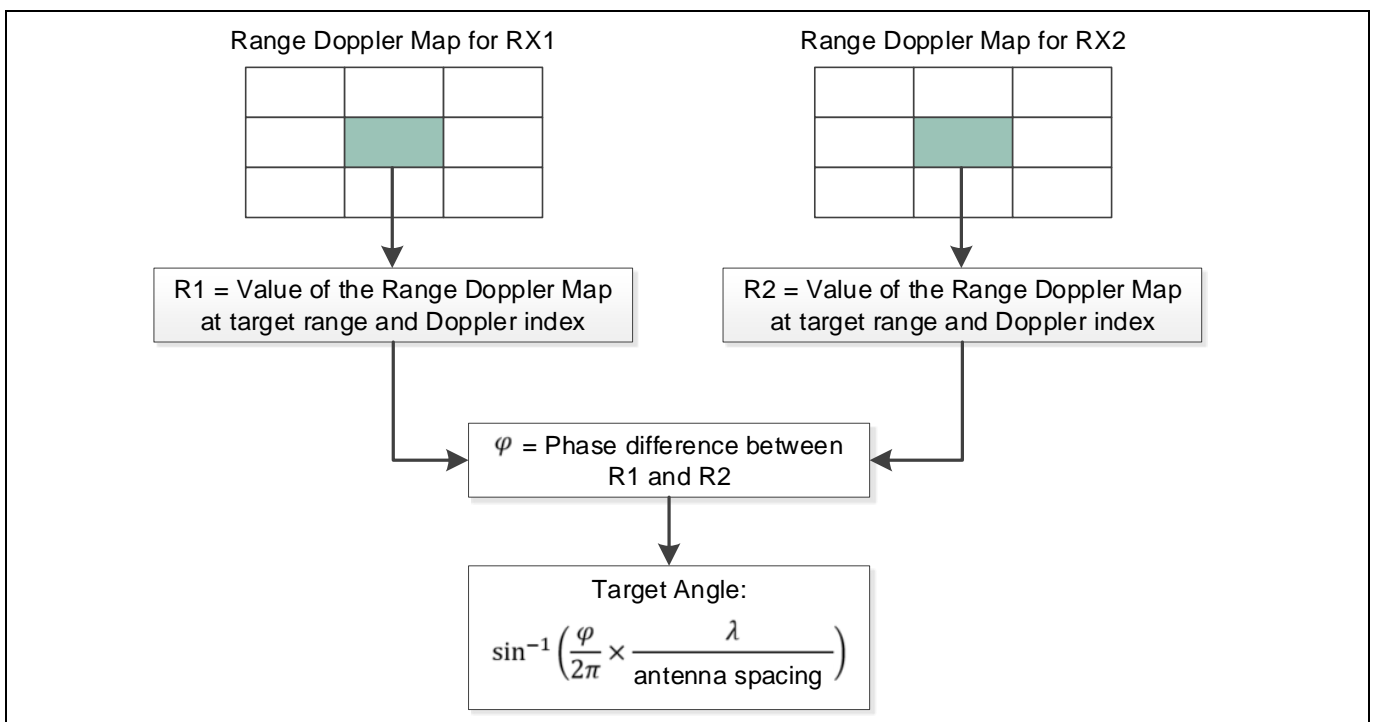 Range Doppler Map for RX1
Range Doppler Map for RX2
R1 = Value of the Range Doppler Map
at target range and Doppler index
R2 = Value of the Range Doppler Map
at target range and Doppler index
φ = Phase difference between
R1 and R2
Target Angle:
sin⁻¹(φ/2π × λ/antenna spacing)